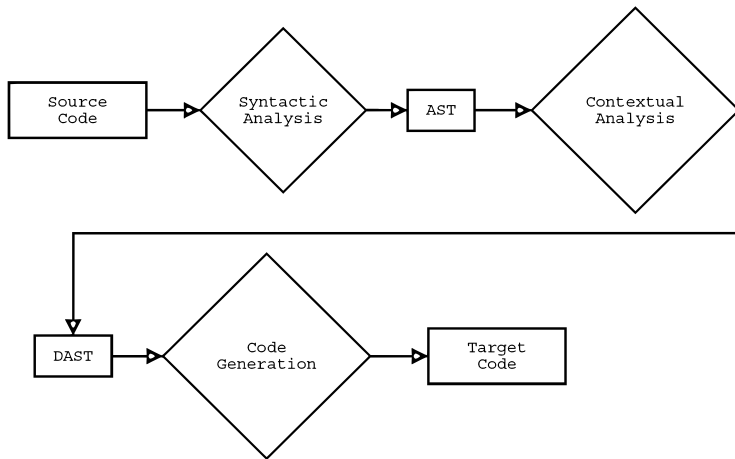 Source
Code
Syntactic
Analysis
AST
Contextual
Analysis
DAST
Code
Generation
Target
Code